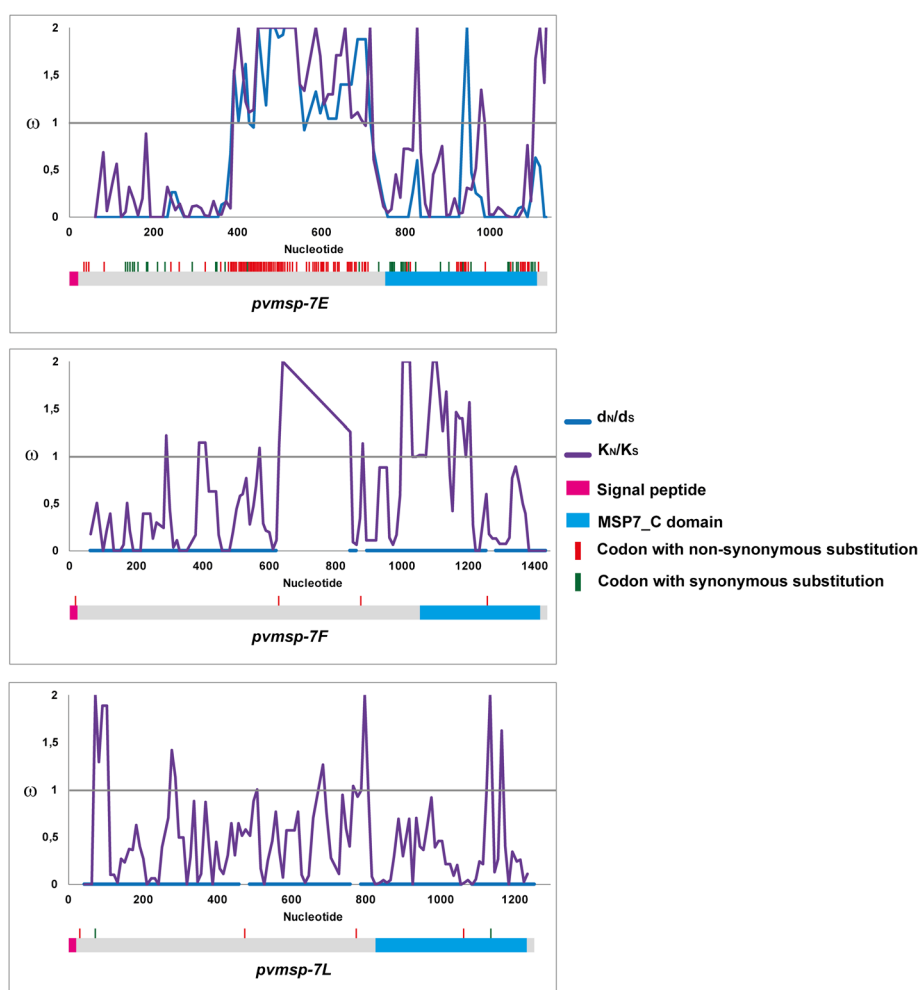 2
1,5
ω 1
0,5
0
0 200 400 600 800 1000
Nucleotide
pvmsp-7E
2
1,5
ω 1
0,5
0
0 200 400 600 800 1000 1200 1400
Nucleotide
pvmsp-7F
dN/dS
KN/KS
Signal peptide
MSP7_C domain
Codon with non-synonymous substitution
Codon with synonymous substitution
2
1,5
ω 1
0,5
0
0 200 400 600 800 1000 1200
Nucleotide
pvmsp-7L